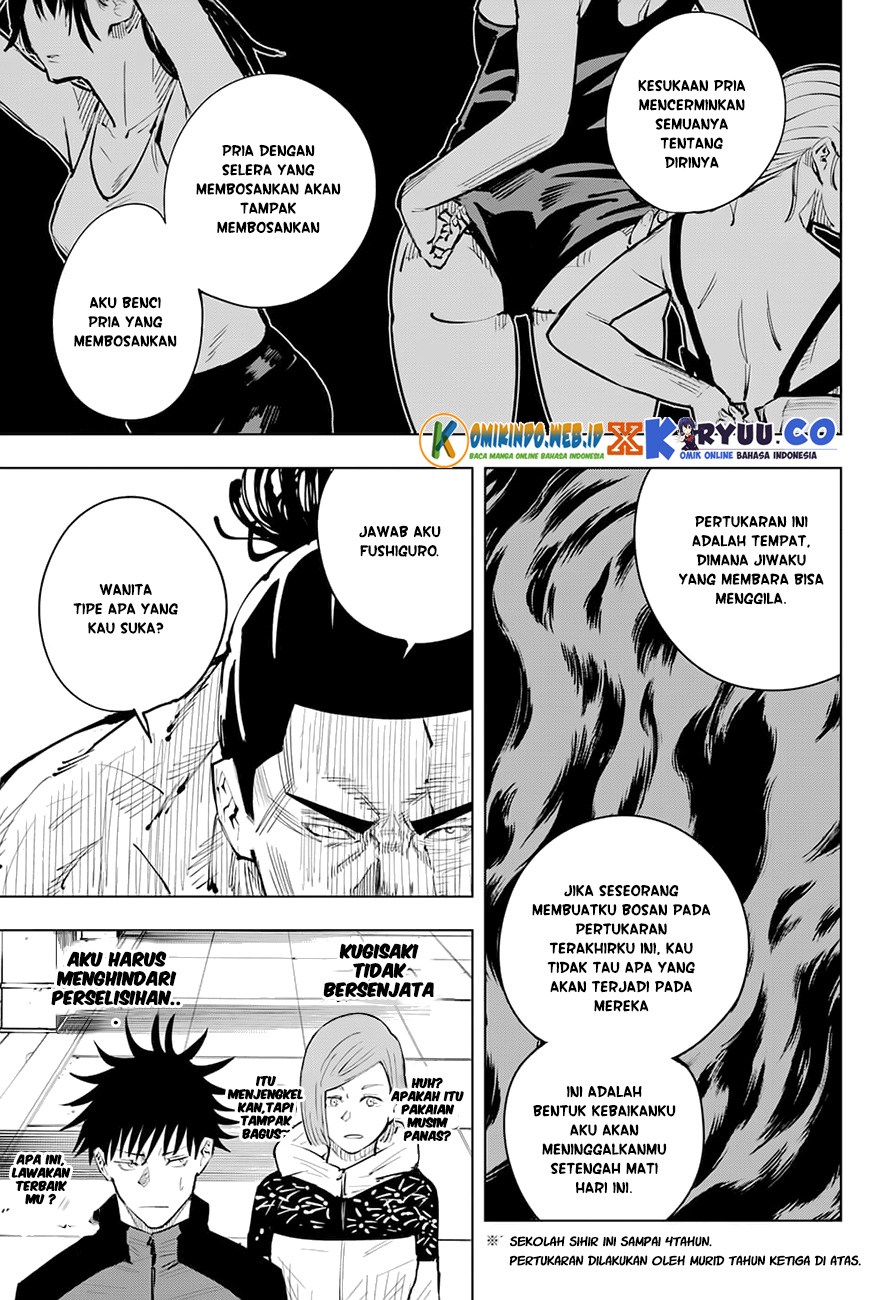 KESUKAAN PRIA
MENCERMINKAN
SEMUANYA
TENTANG
DIRINYA
PRIA DENGAN
SELERA YANG
MEMBOSANKAN AKAN
TAMPAK
MEMBOSANKAN
AKU BENCI
PRIA YANG
MEMBOSANKAN
KOMIKINDO.WEB.ID X KIRYUU.CO
BACA MANGA ONLINE BAHASA INDONESIA
OMIK ONLINE BAHASA INDONESIA
PERTUKARAN INI
ADALAH TEMPAT,
DIMANA JIWAKU
YANG MEMBARA BISA
MENGGILA.
JIKA SESEORANG
MEMBUATKU BOSAN PADA
PERTUKARAN
TERAKHIRKU INI, KAU
TIDAK TAU APA YANG
AKAN TERJADI PADA
MEREKA
INI ADALAH
BENTUK KEBAIKANKU
AKU AKAN
MENINGGALKANMU
SETENGAH MATI
HARI INI.
※ SEKOLAH SIHIR INI SAMPAI 4TAHUN.
PERTUKARAN DILAKUKAN OLEH MURID TAHUN KETIGA DI ATAS.
JAWAB AKU
FUSHIGURO.
WANITA
TIPE APA YANG
KAU SUKA?
KUGISAKI
TIDAK
BERSENJATA
AKU HARUS
MENGHINDARI
PERSELISIHAN..
HUH?
APAKAH ITU
PAKAIAN
MUSIM
PANAS?
ITU
MENJENGKEL
KAN,TAPI
TAMPAK
BAGUS~
APA INI,
LAWAKAN
TERBAIK
MU ?